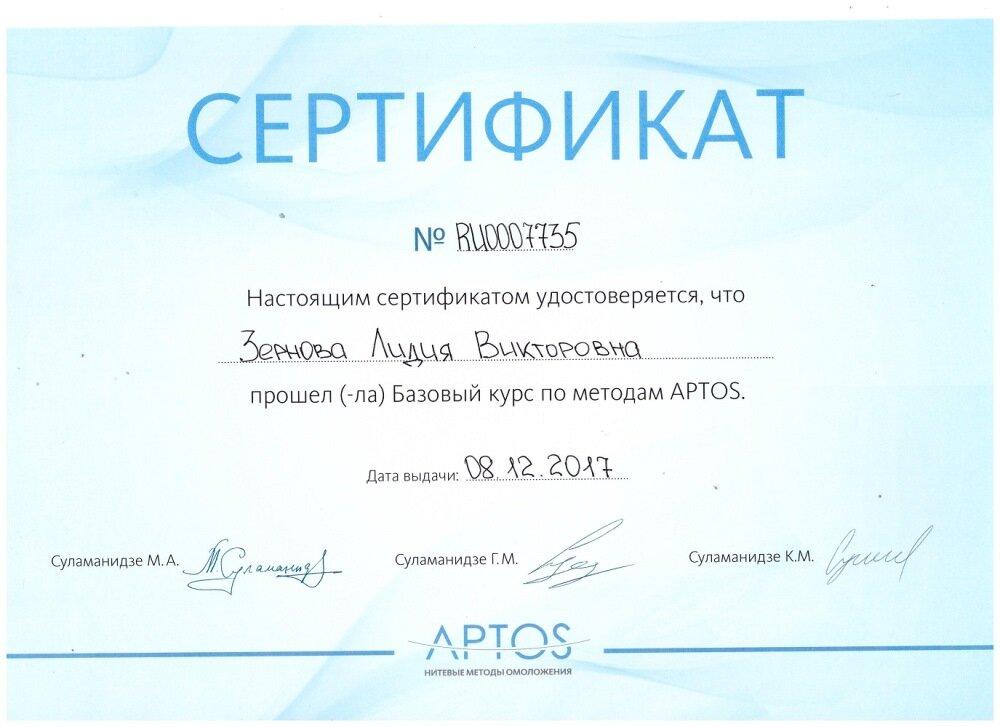 СЕРТИФИКАТ
№ RU0007735
Настоящим сертификатом удостоверяется, что
Зернова Лидия Викторовна
прошел (-ла) Базовый курс по методам APTOS.
Дата выдачи: 08.12.2017
Суламанидзе М.А. Суламанидзе Г.М. Суламанидзе К.М.
APTOS
НИТЕВЫЕ МЕТОДЫ ОМОЛОЖЕНИЯ